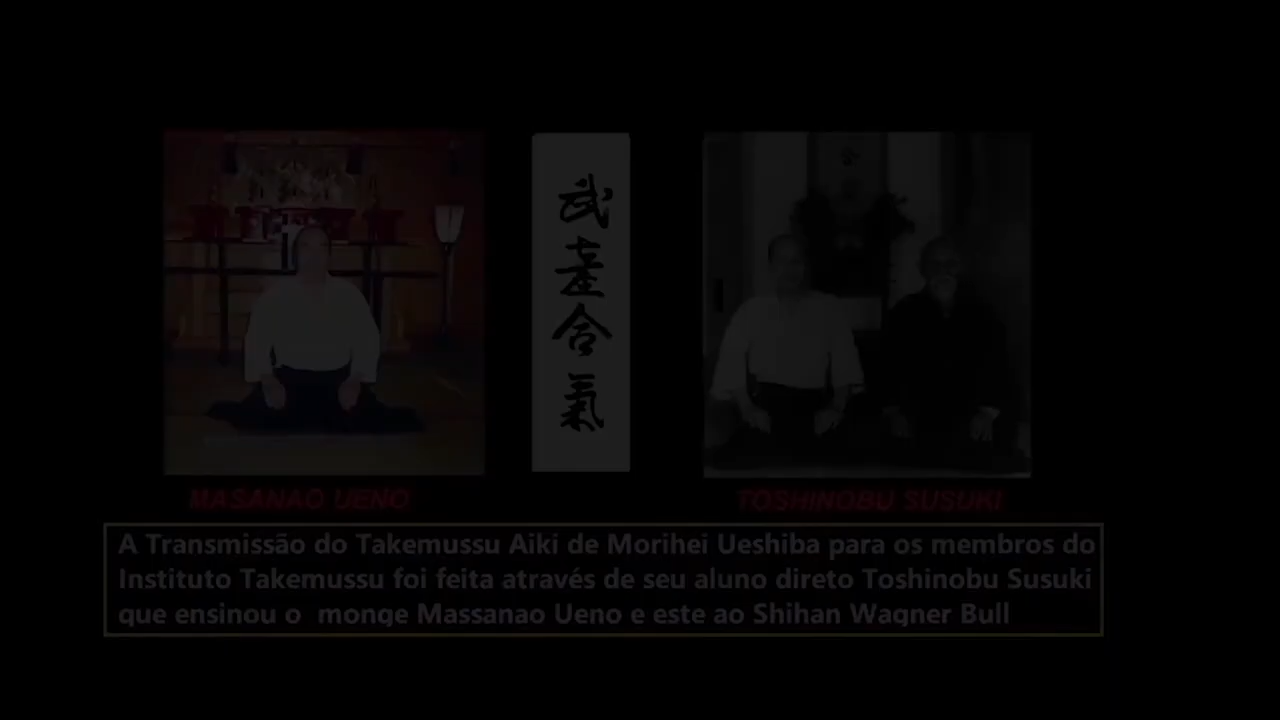 武
産
合
氣
MASANAO UENO
TOSHINOBU SUSUKI
A Transmissão do Takemussu Aiki de Morihei Ueshiba para os membros do
Instituto Takemussu foi feita através de seu aluno direto Toshinobu Susuki
que ensinou o monge Massanao Ueno e este ao Shihan Wagner Bull